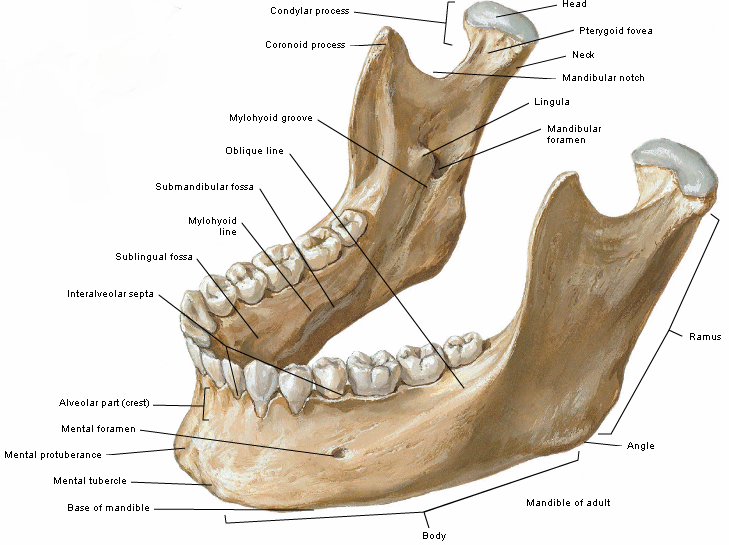 Head
Condylar process
Pterygoid fovea
Coronoid process
Neck
Mandibular notch
Lingula
Mylohyoid groove
Mandibular
foramen
Oblique line
Submandibular fossa
Mylohyoid
line
Sublingual fossa
Interalveolar septa
Ramus
Alveolar part (crest)
Mental foramen
Angle
Mental protuberance
Mental tubercle
Mandible of adult
Base of mandible
Body